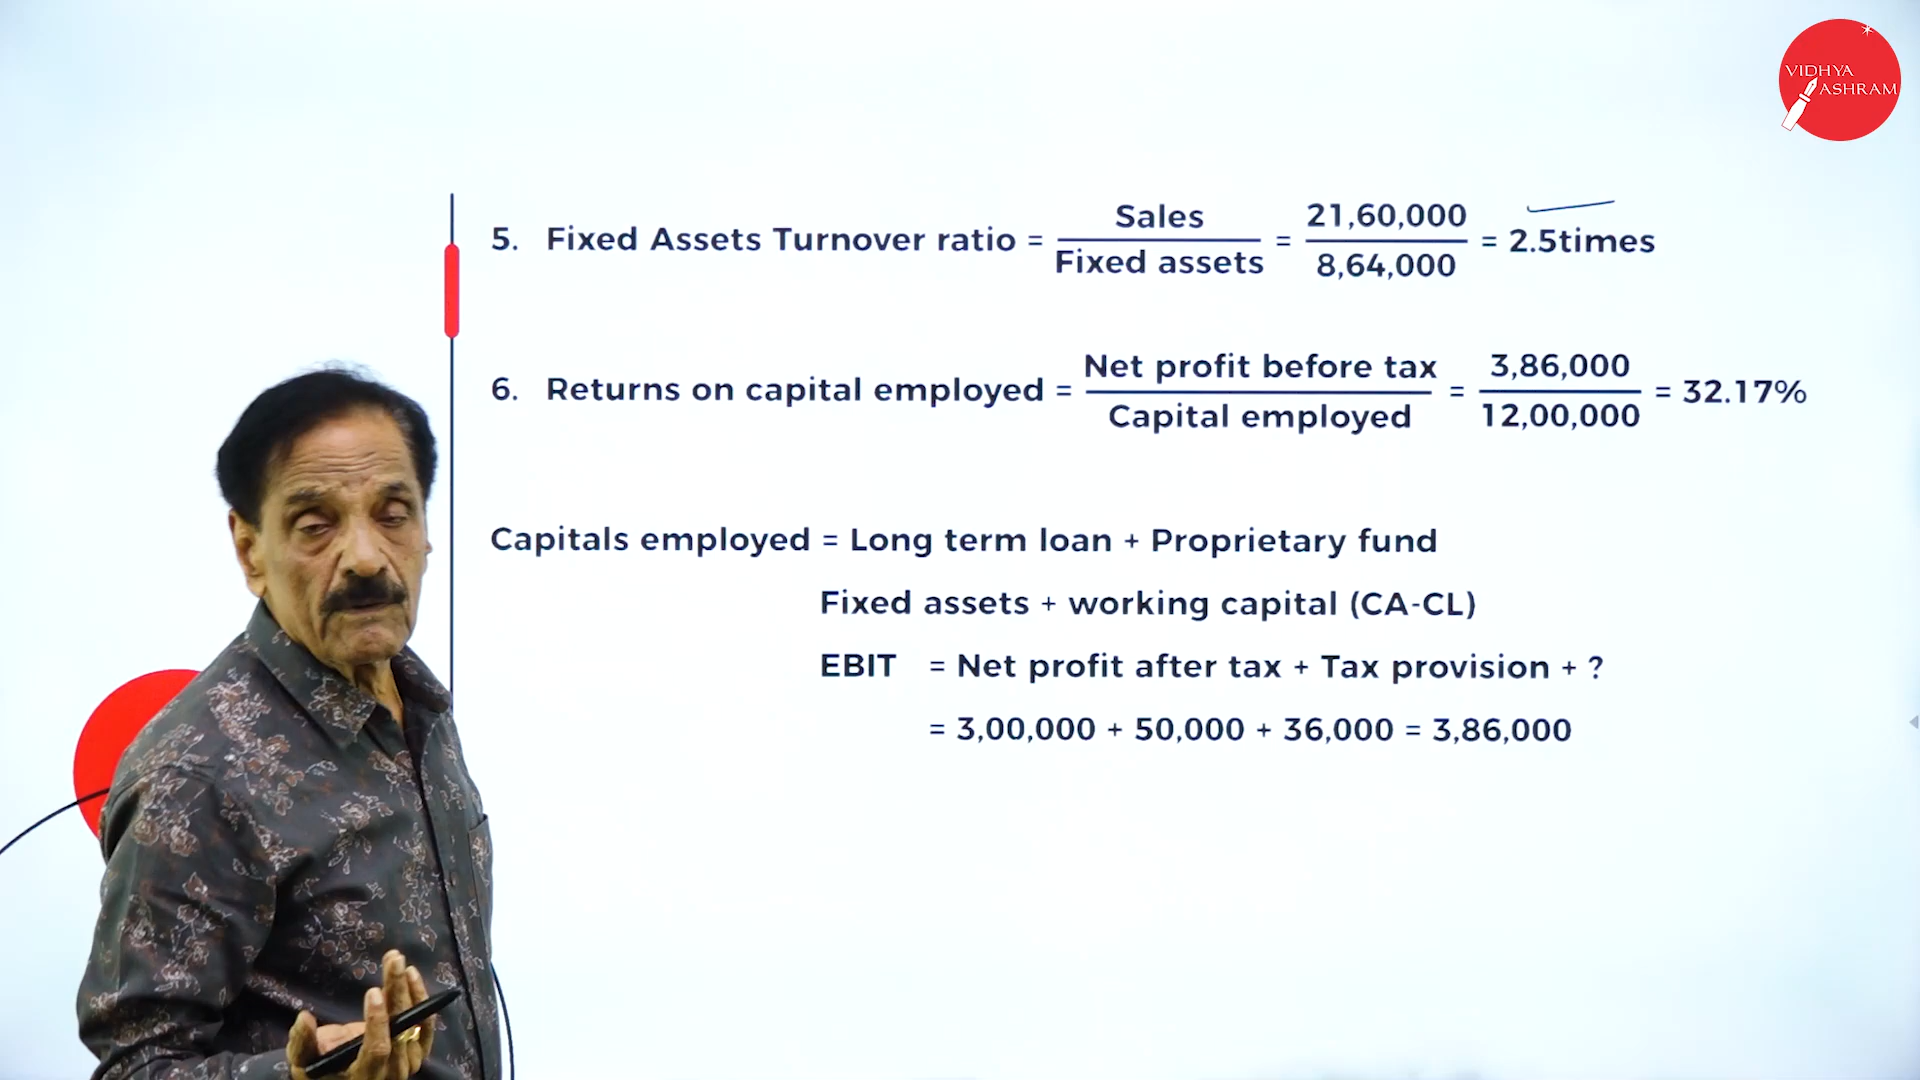 VIDHYA
ASHRAM
5. Fixed Assets Turnover ratio = Sales / Fixed assets = 21,60,000 / 8,64,000 = 2.5times
6. Returns on capital employed = Net profit before tax / Capital employed = 3,86,000 / 12,00,000 = 32.17%
Capitals employed = Long term loan + Proprietary fund
Fixed assets + working capital (CA-CL)
EBIT = Net profit after tax + Tax provision + ?
= 3,00,000 + 50,000 + 36,000 = 3,86,000